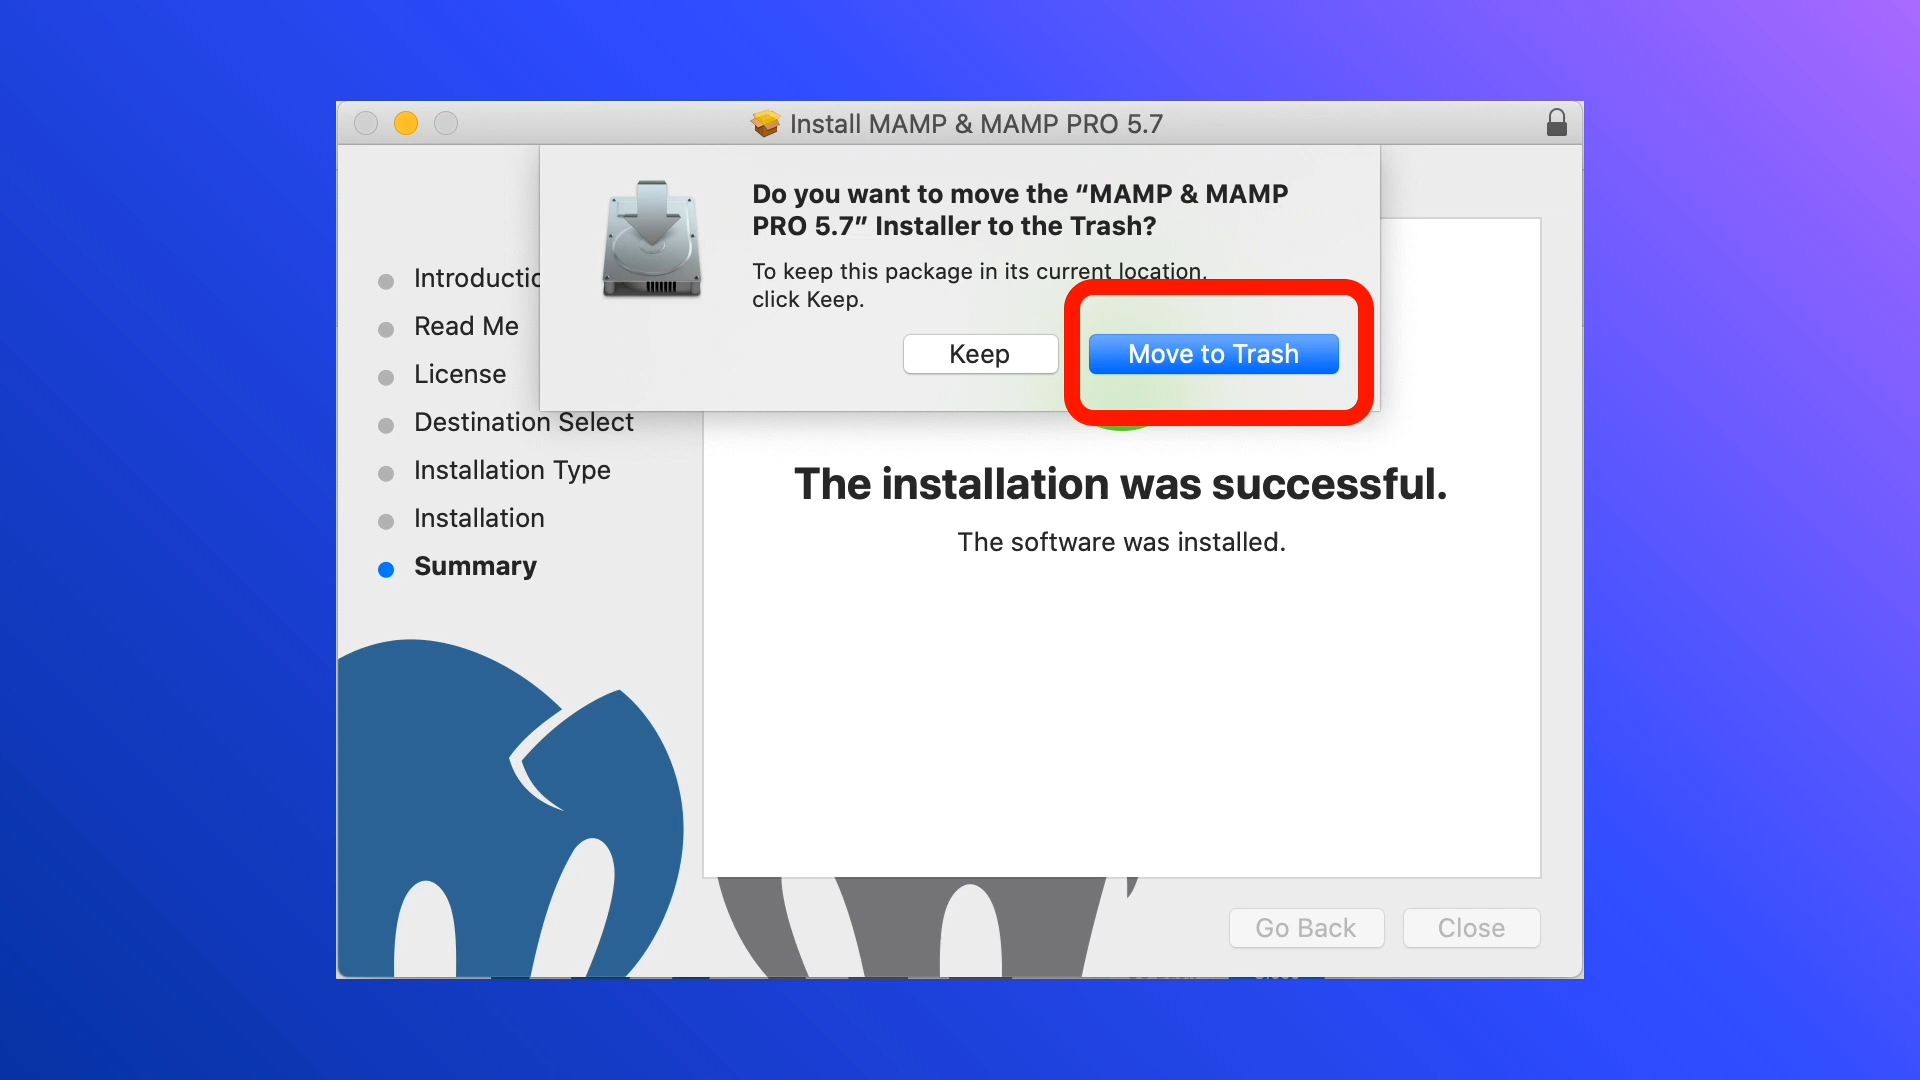 Install MAMP & MAMP PRO 5.7
Do you want to move the “MAMP & MAMP
PRO 5.7” Installer to the Trash?
To keep this package in its current location,
click Keep.
Keep
Move to Trash
Introductio
Read Me
License
Destination Select
Installation Type
Installation
Summary
The installation was successful.
The software was installed.
Go Back
Close